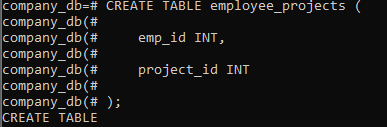 company_db=# CREATE TABLE employee_projects (
company_db(#
company_db(#     emp_id INT,
company_db(#
company_db(#     project_id INT
company_db(#
company_db(# );
CREATE TABLE